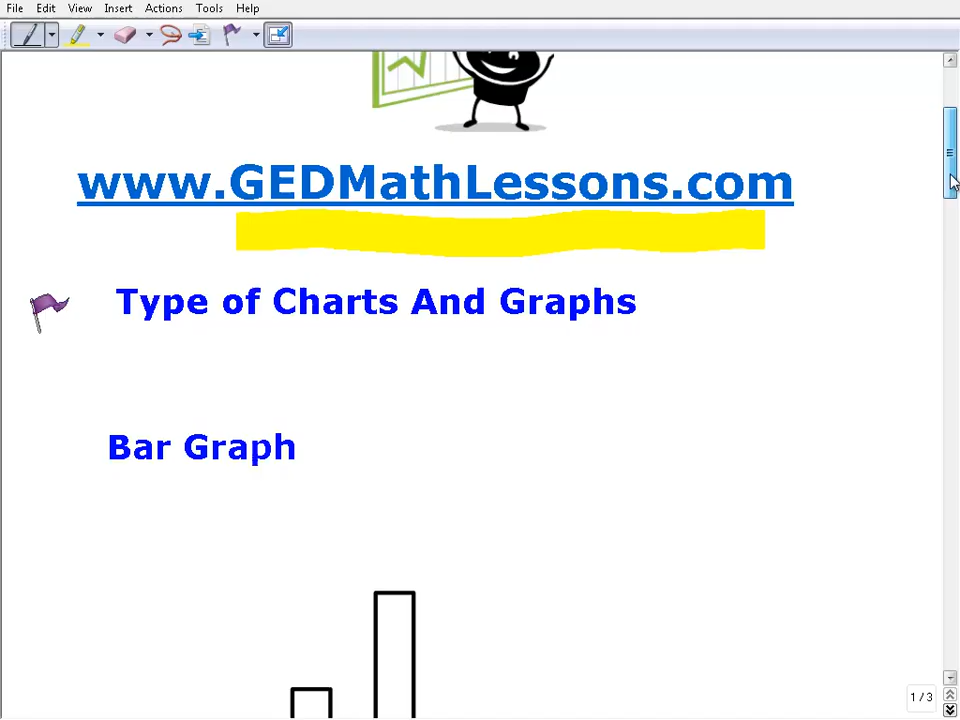 File Edit View Insert Actions Tools Help
www.GEDMathLessons.com
Type of Charts And Graphs
Bar Graph
1 / 3